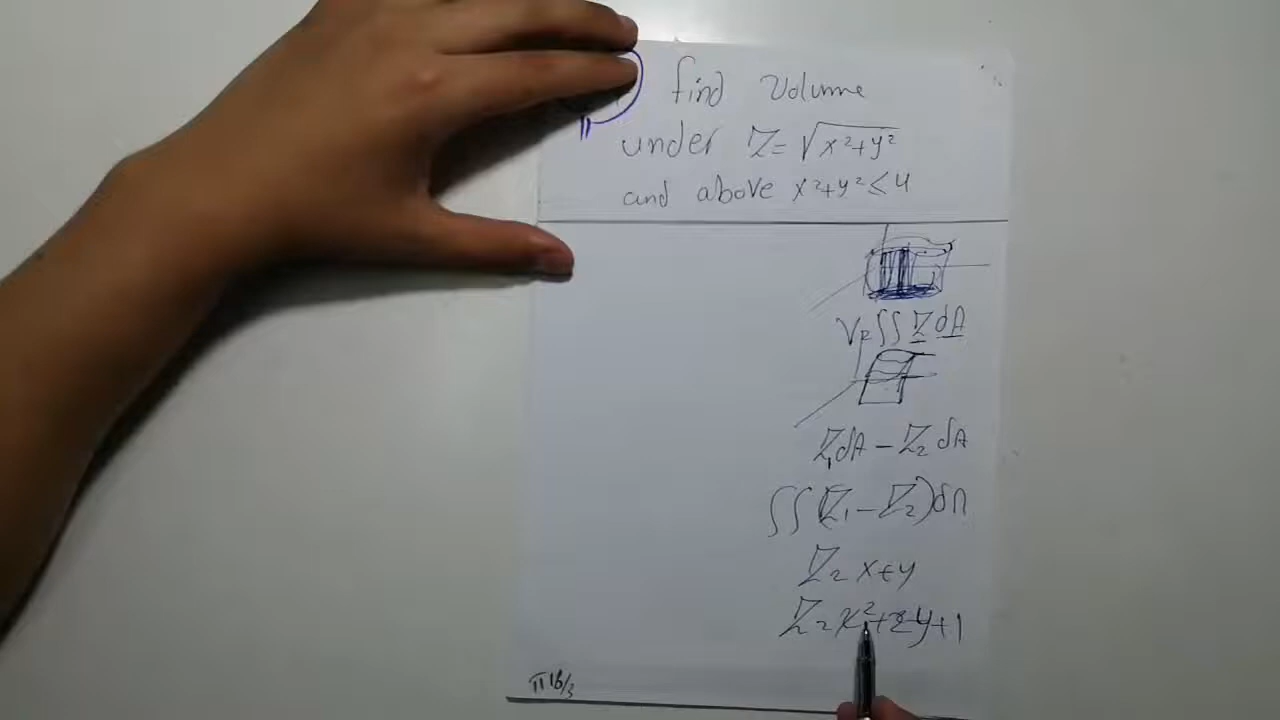 find volume
under Z = √x²+y²
and above x²+y² ≤ 4
V = ∫∫ Z dA
Z₁dA − Z₂ dA
∫∫ (Z₁ − Z₂) dA
Z = x+y
Z = x²+2y+1
π 16/3